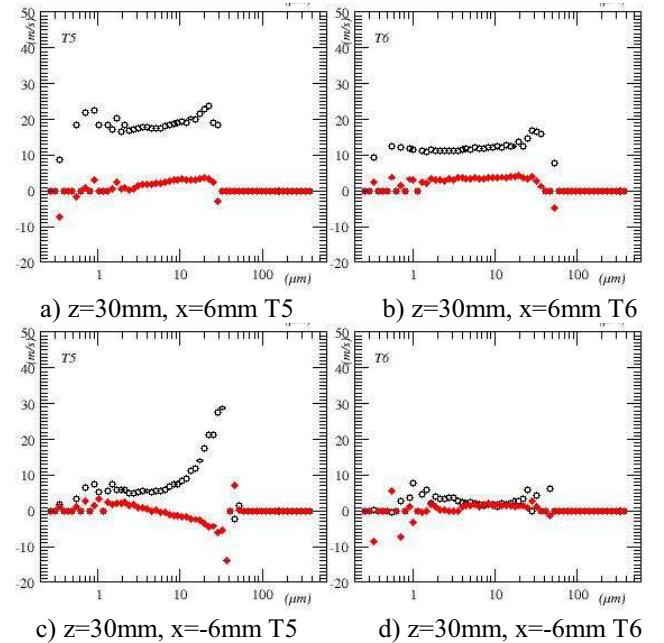 50 (m/s) 50 (m/s)
T5 T6
40 40
30 30
20 20
10 10
0 0
-10 -10
-20 -20
1 10 100 (μm) 1 10 100 (μm)
a) z=30mm, x=6mm T5 b) z=30mm, x=6mm T6
50 (m/s) 50 (m/s)
T5 T6
40 40
30 30
20 20
10 10
0 0
-10 -10
-20 -20
1 10 100 (μm) 1 10 100 (μm)
c) z=30mm, x=-6mm T5 d) z=30mm, x=-6mm T6